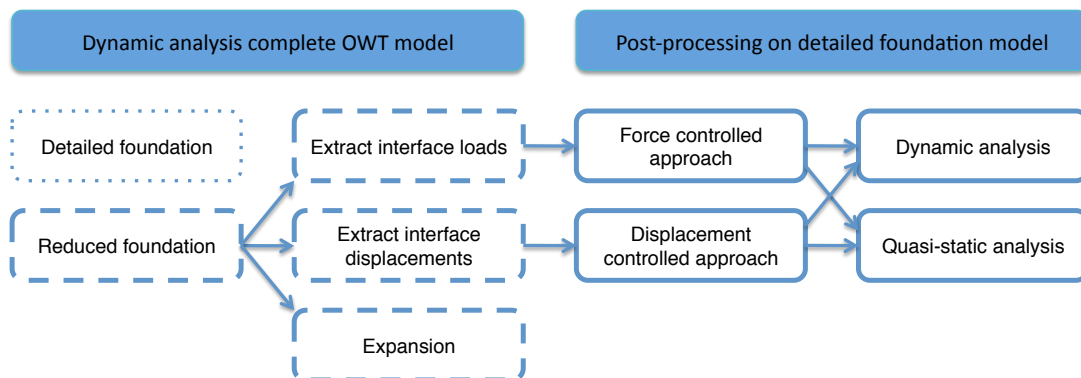 Dynamic analysis complete OWT model
Post-processing on detailed foundation model
Detailed foundation
Extract interface loads
Force controlled
approach
Dynamic analysis
Reduced foundation
Extract interface
displacements
Displacement
controlled approach
Quasi-static analysis
Expansion